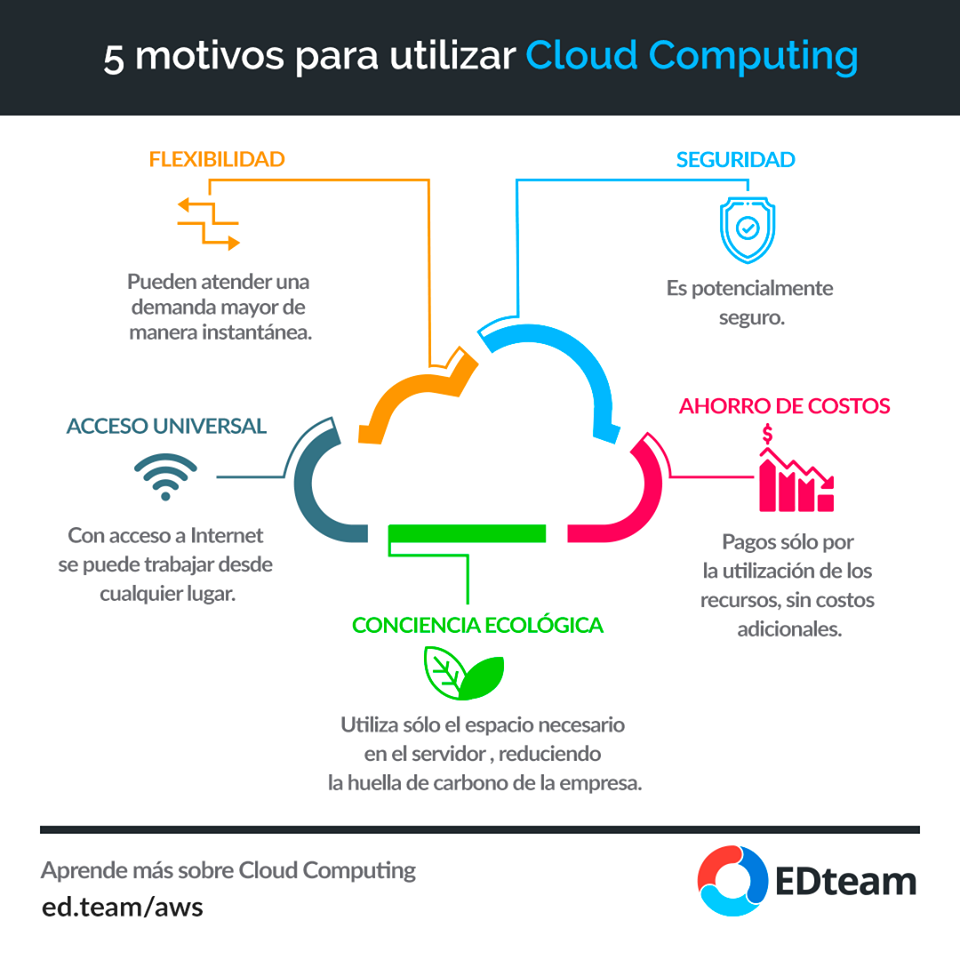 5 motivos para utilizar Cloud Computing
FLEXIBILIDAD
Pueden atender una
demanda mayor de
manera instantánea.
SEGURIDAD
Es potencialmente
seguro.
ACCESO UNIVERSAL
Con acceso a Internet
se puede trabajar desde
cualquier lugar.
AHORRO DE COSTOS
$
Pagos sólo por
la utilización de los
recursos, sin costos
adicionales.
CONCIENCIA ECOLÓGICA
Utiliza sólo el espacio necesario
en el servidor , reduciendo
la huella de carbono de la empresa.
Aprende más sobre Cloud Computing
ed.team/aws
EDteam